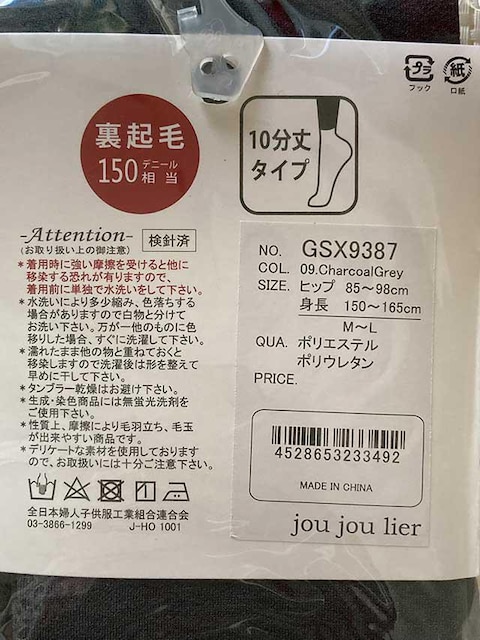 プラ
フック
紙
口紙
裏起毛
150 デニール相当
10分丈
タイプ
-Attention-
(お取り扱い上の御注意)
検針済
*着用時に強い摩擦を受けると他に
移染する恐れが有りますので、
着用前に単独で水洗いをして下さい。
*水洗いにより多少縮み、色落ちする
場合がありますので白物と分けて
お洗い下さい。万が一他のものに色
移りした場合、すぐに洗濯して下さい。
*濡れたまま他の物と重ねておくと
移染しますので洗濯後は形を整えて
早めに干して下さい。
*タンブラー乾燥はお避け下さい。
*生成・淡色商品には無蛍光洗剤を
ご使用下さい。
*性質上、摩擦により毛羽立ち、毛玉
が出来やすい商品です。
*デリケートな素材を使用しております
ので、お取扱いには十分ご注意下さい。
全日本婦人子供服工業組合連合会
03-3866-1299 J-HO 1001
NO. GSX9387
COL. 09.CharcoalGrey
SIZE. ヒップ 85～98cm
身長 150～165cm
M～L
QUA. ポリエステル
ポリウレタン
PRICE.
4528653233492
MADE IN CHINA
jou jou lier